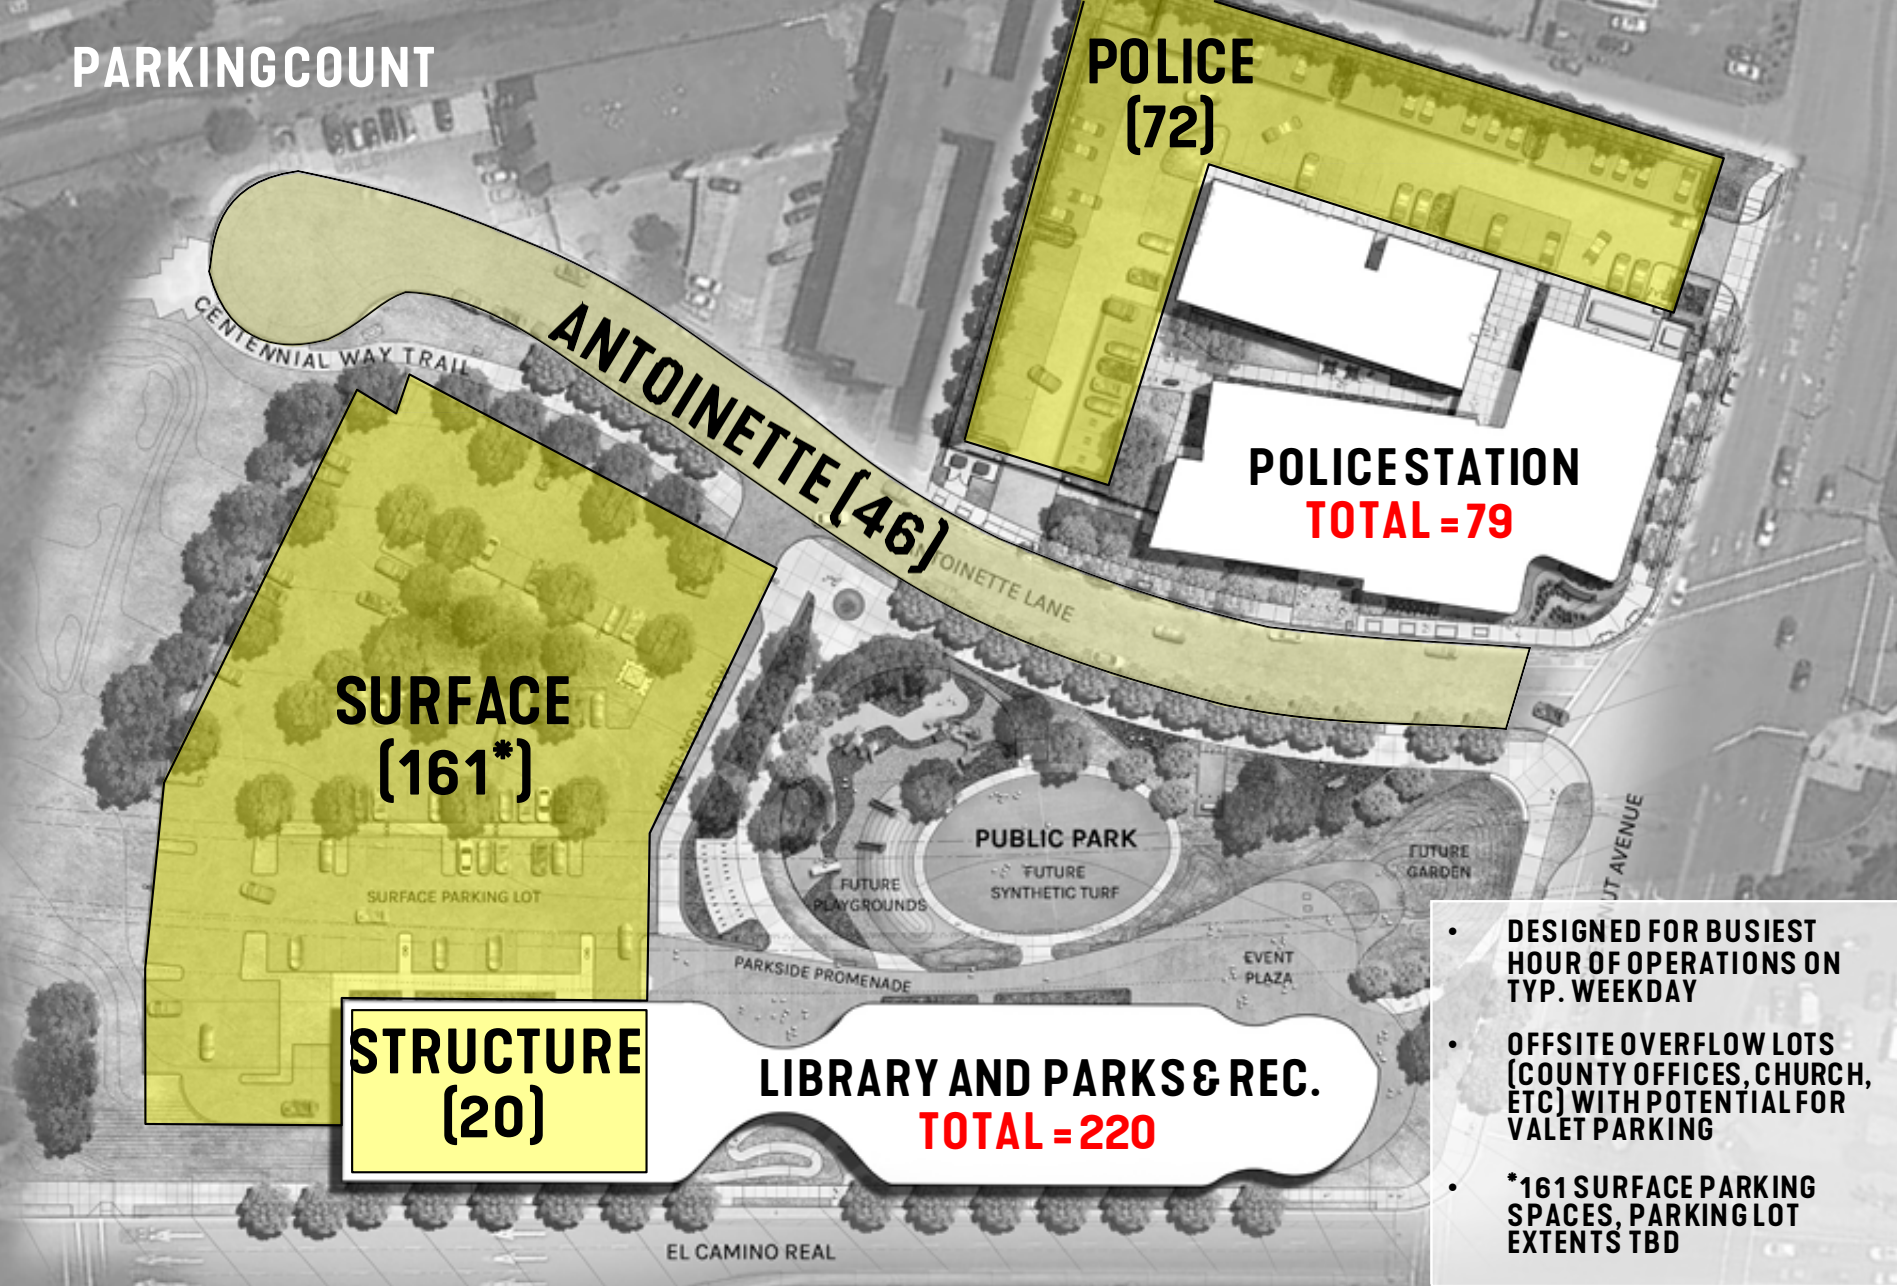 PARKING COUNT
POLICE
(72)
CENTENNIAL WAY TRAIL
ANTOINETTE (46)
ANTOINETTE LANE
POLICE STATION
TOTAL = 79
SURFACE
(161*)
SURFACE PARKING LOT
PUBLIC PARK
FUTURE
SYNTHETIC TURF
FUTURE
PLAYGROUNDS
FUTURE
GARDEN
PARKSIDE PROMENADE
EVENT
PLAZA
AVENUE
STRUCTURE
(20)
LIBRARY AND PARKS & REC.
TOTAL = 220
EL CAMINO REAL
• DESIGNED FOR BUSIEST
HOUR OF OPERATIONS ON
TYP. WEEKDAY
• OFFSITE OVERFLOW LOTS
(COUNTY OFFICES, CHURCH,
ETC) WITH POTENTIAL FOR
VALET PARKING
• *161 SURFACE PARKING
SPACES, PARKING LOT
EXTENTS TBD